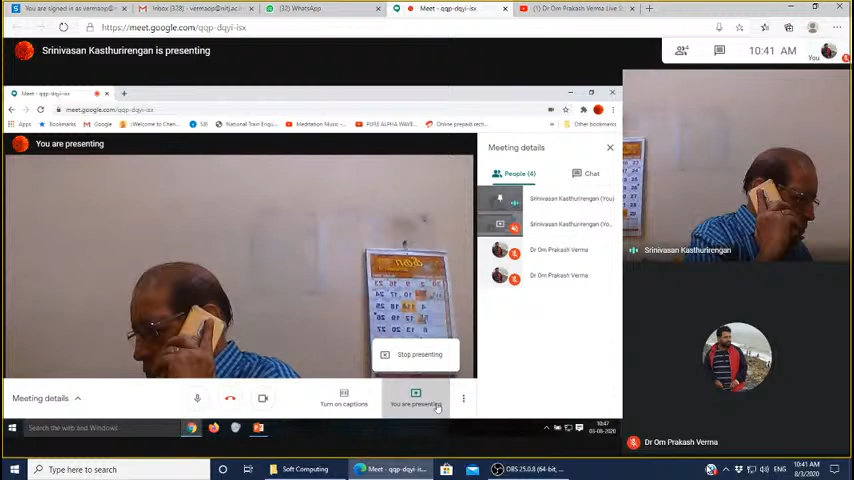 You are signed in as vermaop@
Inbox (328) - vermaop@nitj.ac.in
(32) WhatsApp
Meet - qqp-dqyi-isx
(1) Dr Om Prakash Verma Live S
https://meet.google.com/qqp-dqyi-isx
Srinivasan Kasthurirengan is presenting
4
10:41 AM
You
Meet - qqp-dqyi-isx
meet.google.com/qqp-dqyi-isx
Apps
Bookmarks
Google
:Welcome to Chen...
SBI
National Train Enqu...
Meditation Music -...
PURE ALPHA WAVE...
Online prepaid rech...
Other bookmarks
You are presenting
Meeting details
People (4)
Chat
Srinivasan Kasthurirengan (You)
Srinivasan Kasthurirengan (Yo...
Dr Om Prakash Verma
Dr Om Prakash Verma
Srinivasan Kasthurirengan
Stop presenting
Meeting details
Turn on captions
You are presenting
Search the web and Windows
10:47
03-08-2020
Dr Om Prakash Verma
Type here to search
Soft Computing
Meet - qqp-dqyi-is...
OBS 25.0.8 (64-bit, ...
ENG
10:41 AM
8/3/2020